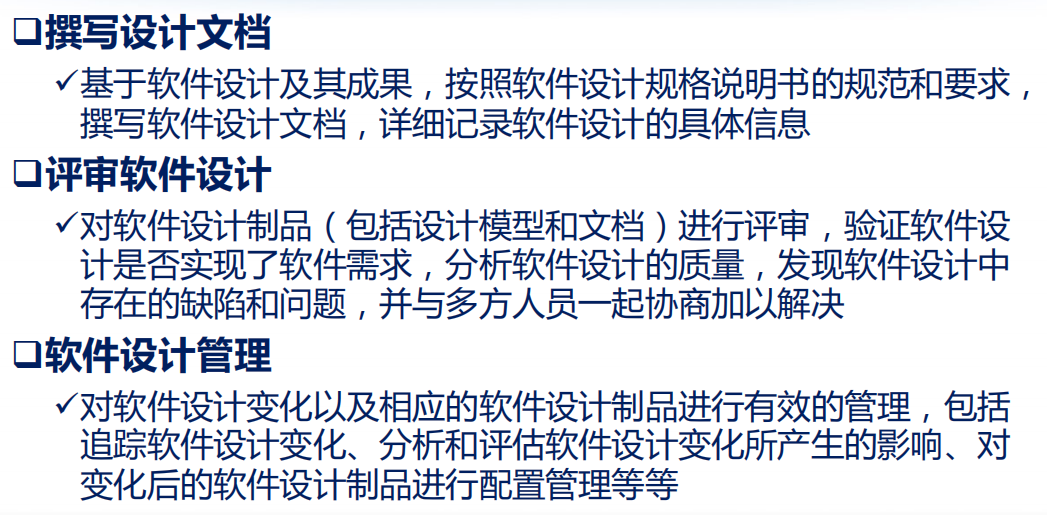 ❑撰写设计文档
✓基于软件设计及其成果，按照软件设计规格说明书的规范和要求，
撰写软件设计文档，详细记录软件设计的具体信息
❑评审软件设计
✓对软件设计制品（包括设计模型和文档）进行评审，验证软件设
计是否实现了软件需求，分析软件设计的质量，发现软件设计中
存在的缺陷和问题，并与多方人员一起协商加以解决
❑软件设计管理
✓对软件设计变化以及相应的软件设计制品进行有效的管理，包括
追踪软件设计变化、分析和评估软件设计变化所产生的影响、对
变化后的软件设计制品进行配置管理等等